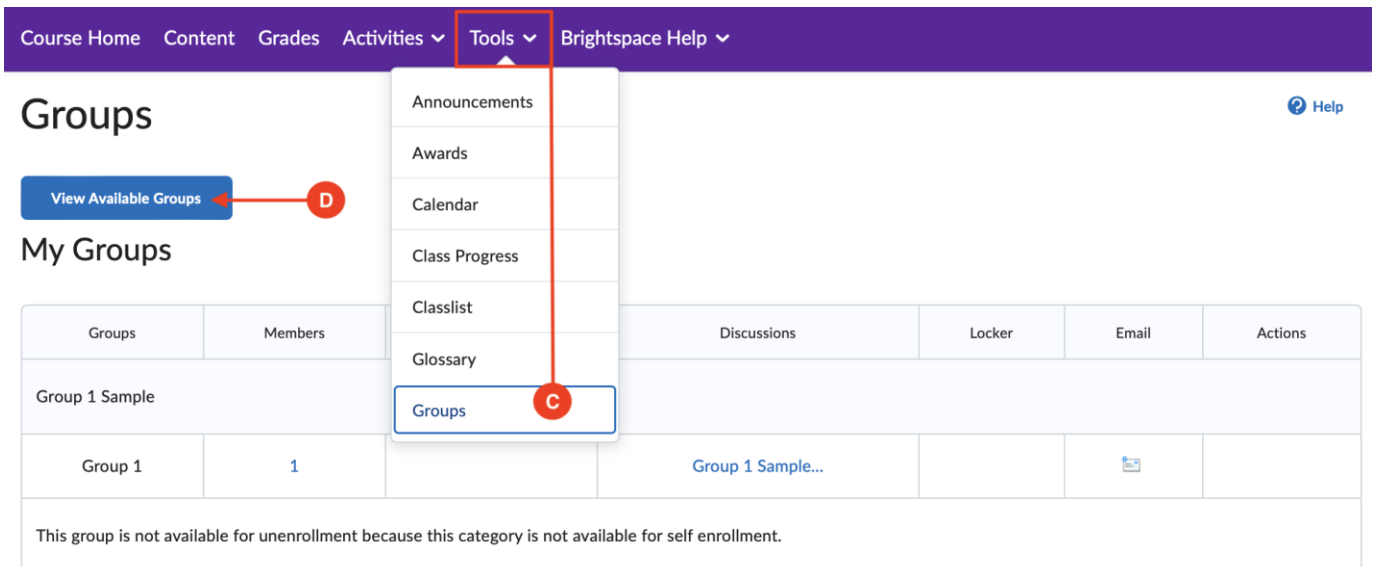 Course Home Content Grades Activities Tools Brightspace Help
Groups
Help
View Available Groups
D
My Groups
Announcements
Awards
Calendar
Class Progress
Classlist
Glossary
Groups
C
Groups Members Discussions Locker Email Actions
Group 1 Sample
Group 1 1 Group 1 Sample...
This group is not available for unenrollment because this category is not available for self enrollment.